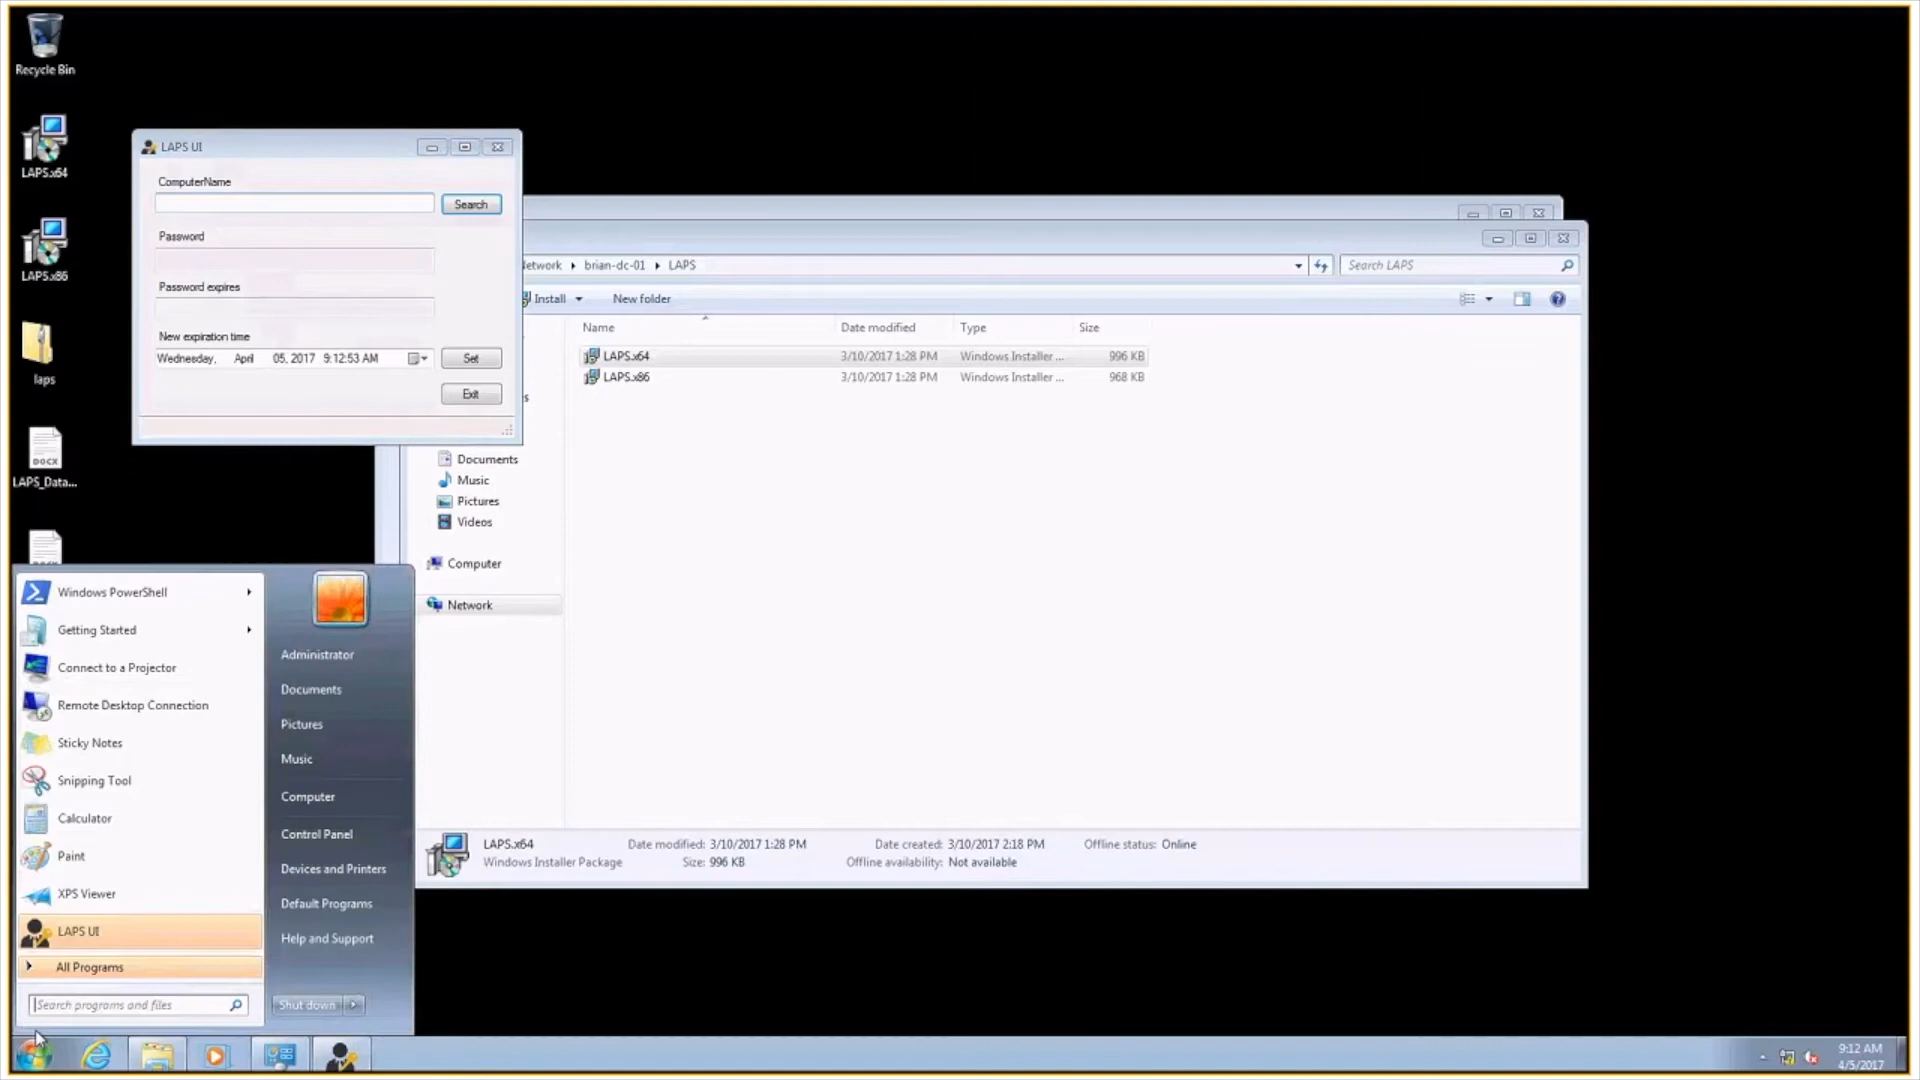 Recycle Bin
LAPS.x64
LAPS.x86
laps
LAPS_Data...
LAPS UI
ComputerName
Search
Password
Password expires
New expiration time
Wednesday, April 05, 2017 9:12:53 AM
Set
Exit
Network brian-dc-01 LAPS
Search LAPS
Install New folder
Name Date modified Type Size
LAPS.x64 3/10/2017 1:28 PM Windows Installer ... 996 KB
LAPS.x86 3/10/2017 1:28 PM Windows Installer ... 968 KB
Documents
Music
Pictures
Videos
Computer
Network
LAPS.x64 Date modified: 3/10/2017 1:28 PM Date created: 3/10/2017 2:18 PM Offline status: Online
Windows Installer Package Size: 996 KB Offline availability: Not available
Windows PowerShell
Getting Started
Connect to a Projector
Remote Desktop Connection
Sticky Notes
Snipping Tool
Calculator
Paint
XPS Viewer
LAPS UI
All Programs
Search programs and files
Administrator
Documents
Pictures
Music
Computer
Control Panel
Devices and Printers
Default Programs
Help and Support
Shut down
9:12 AM
4/5/2017